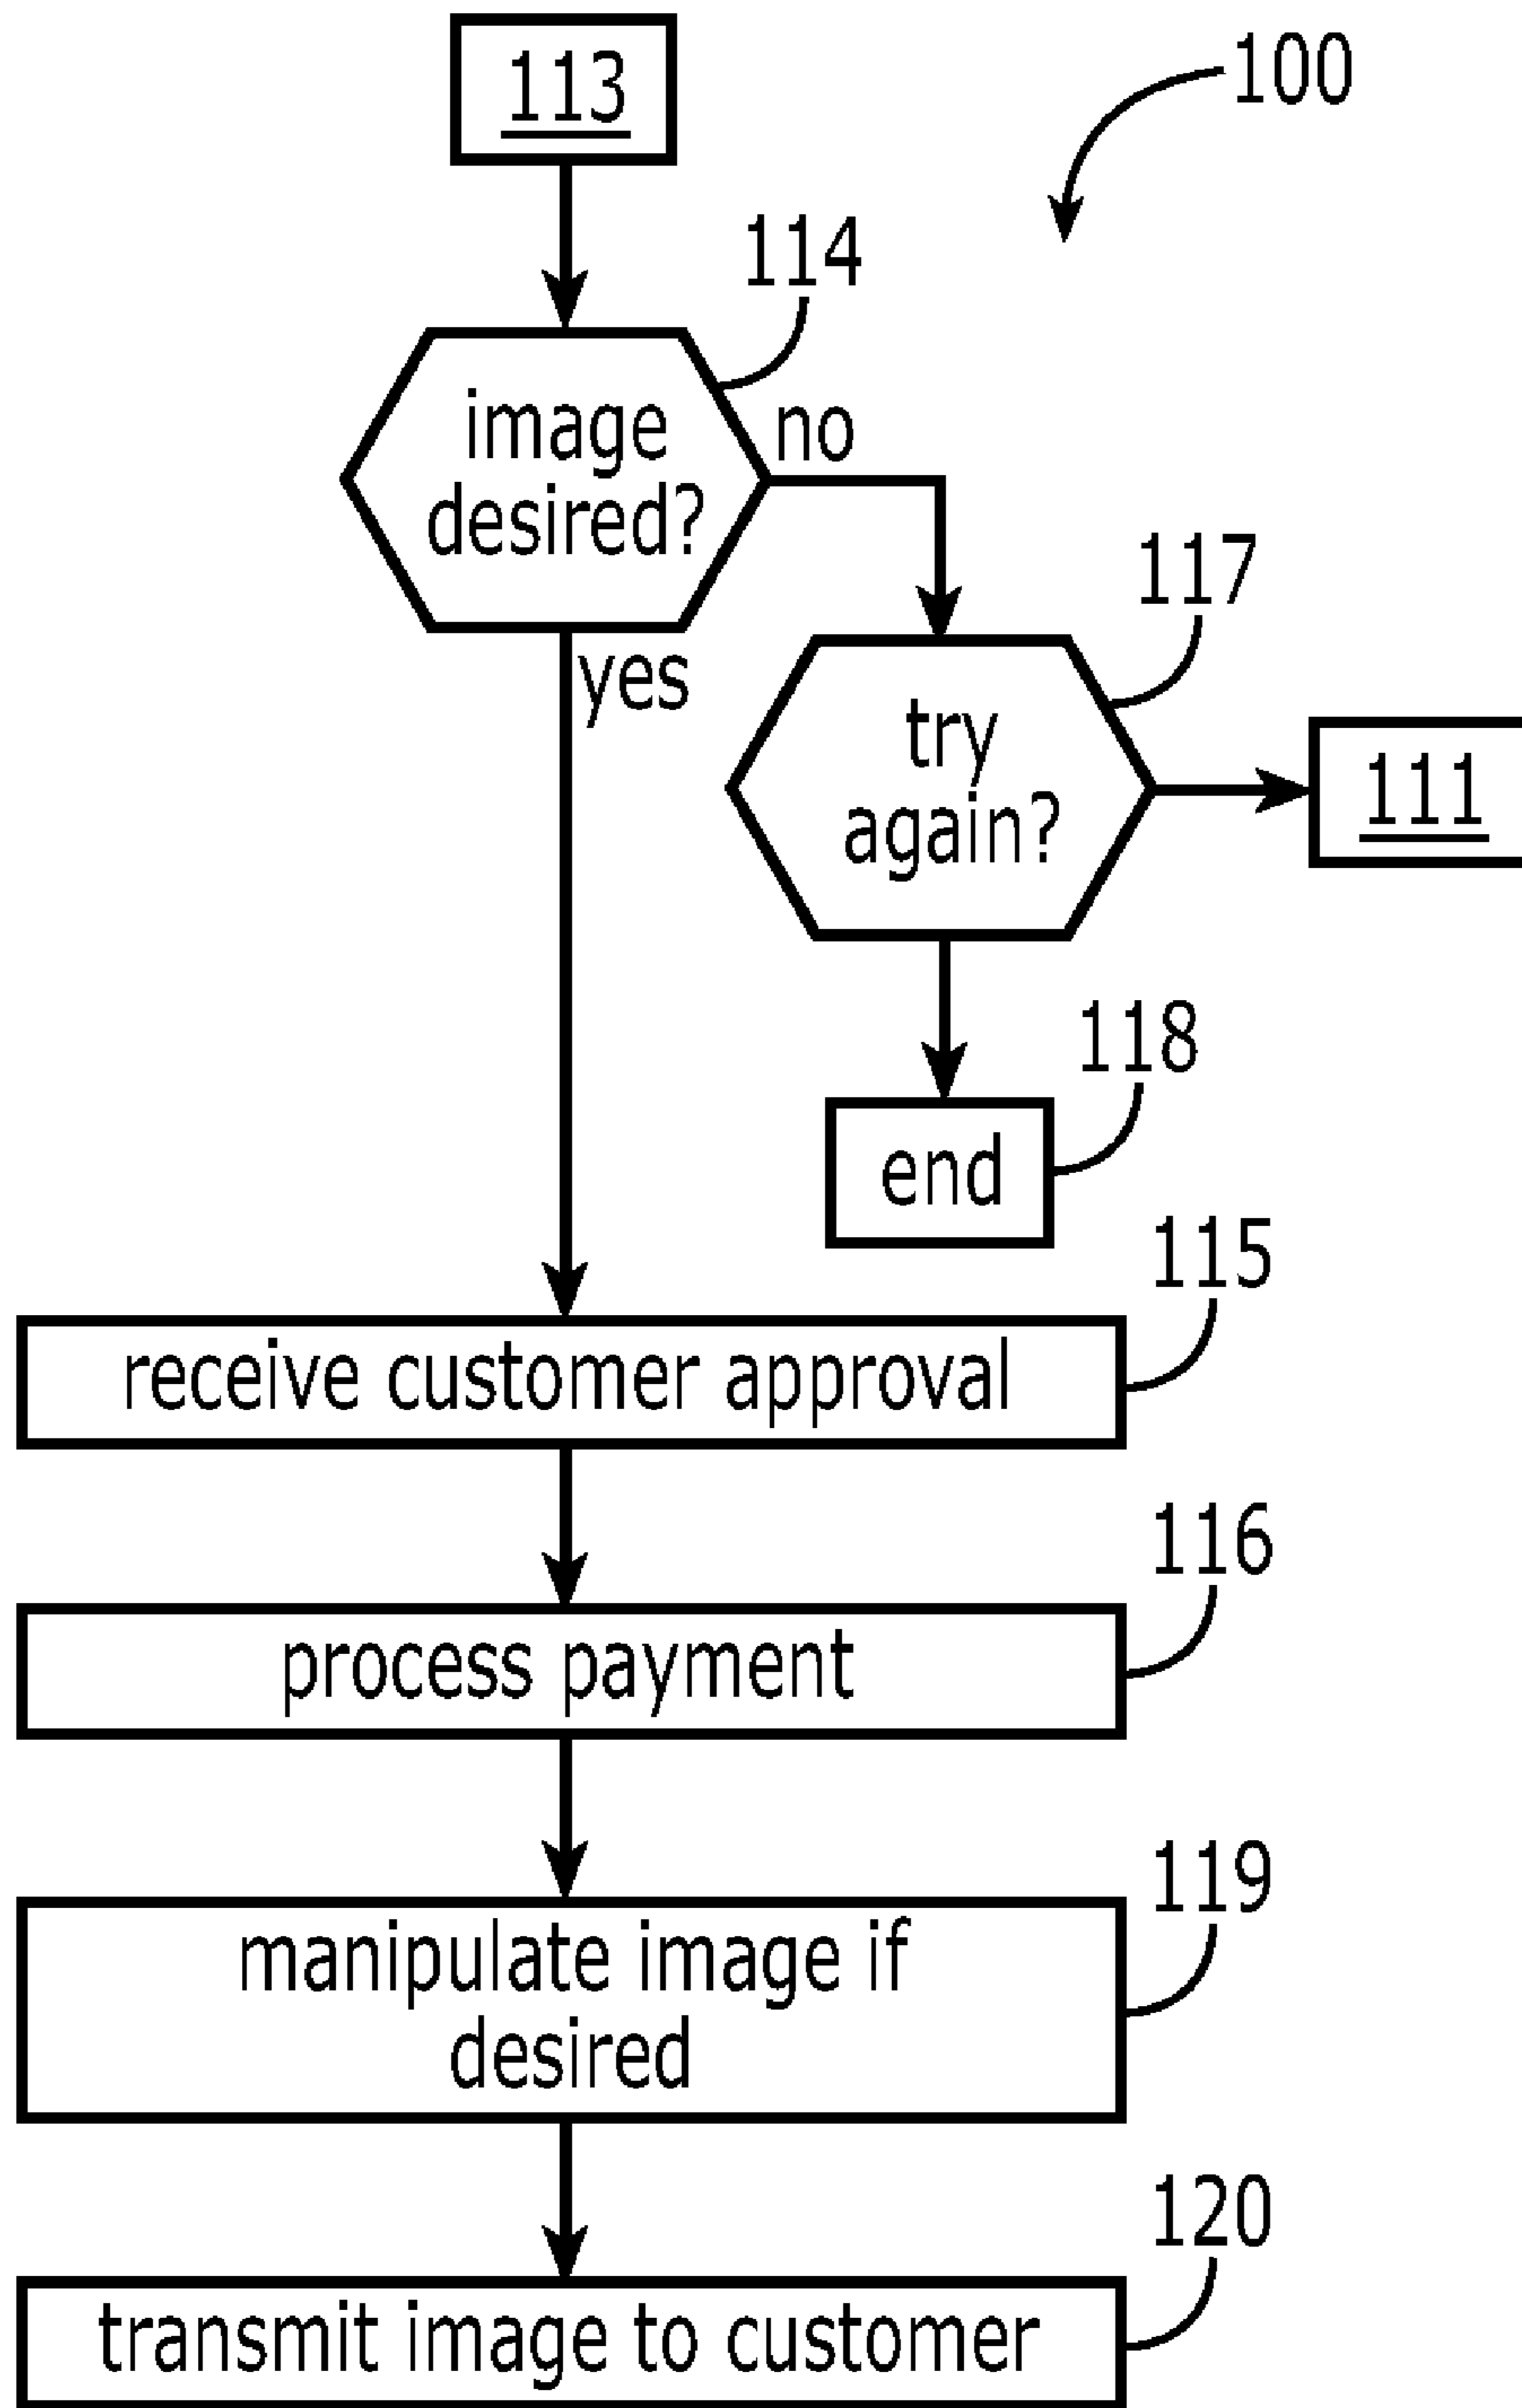 113
100
114
image
desired?
no
yes
117
try
again?
111
118
end
115
receive customer approval
116
process payment
119
manipulate image if
desired
120
transmit image to customer